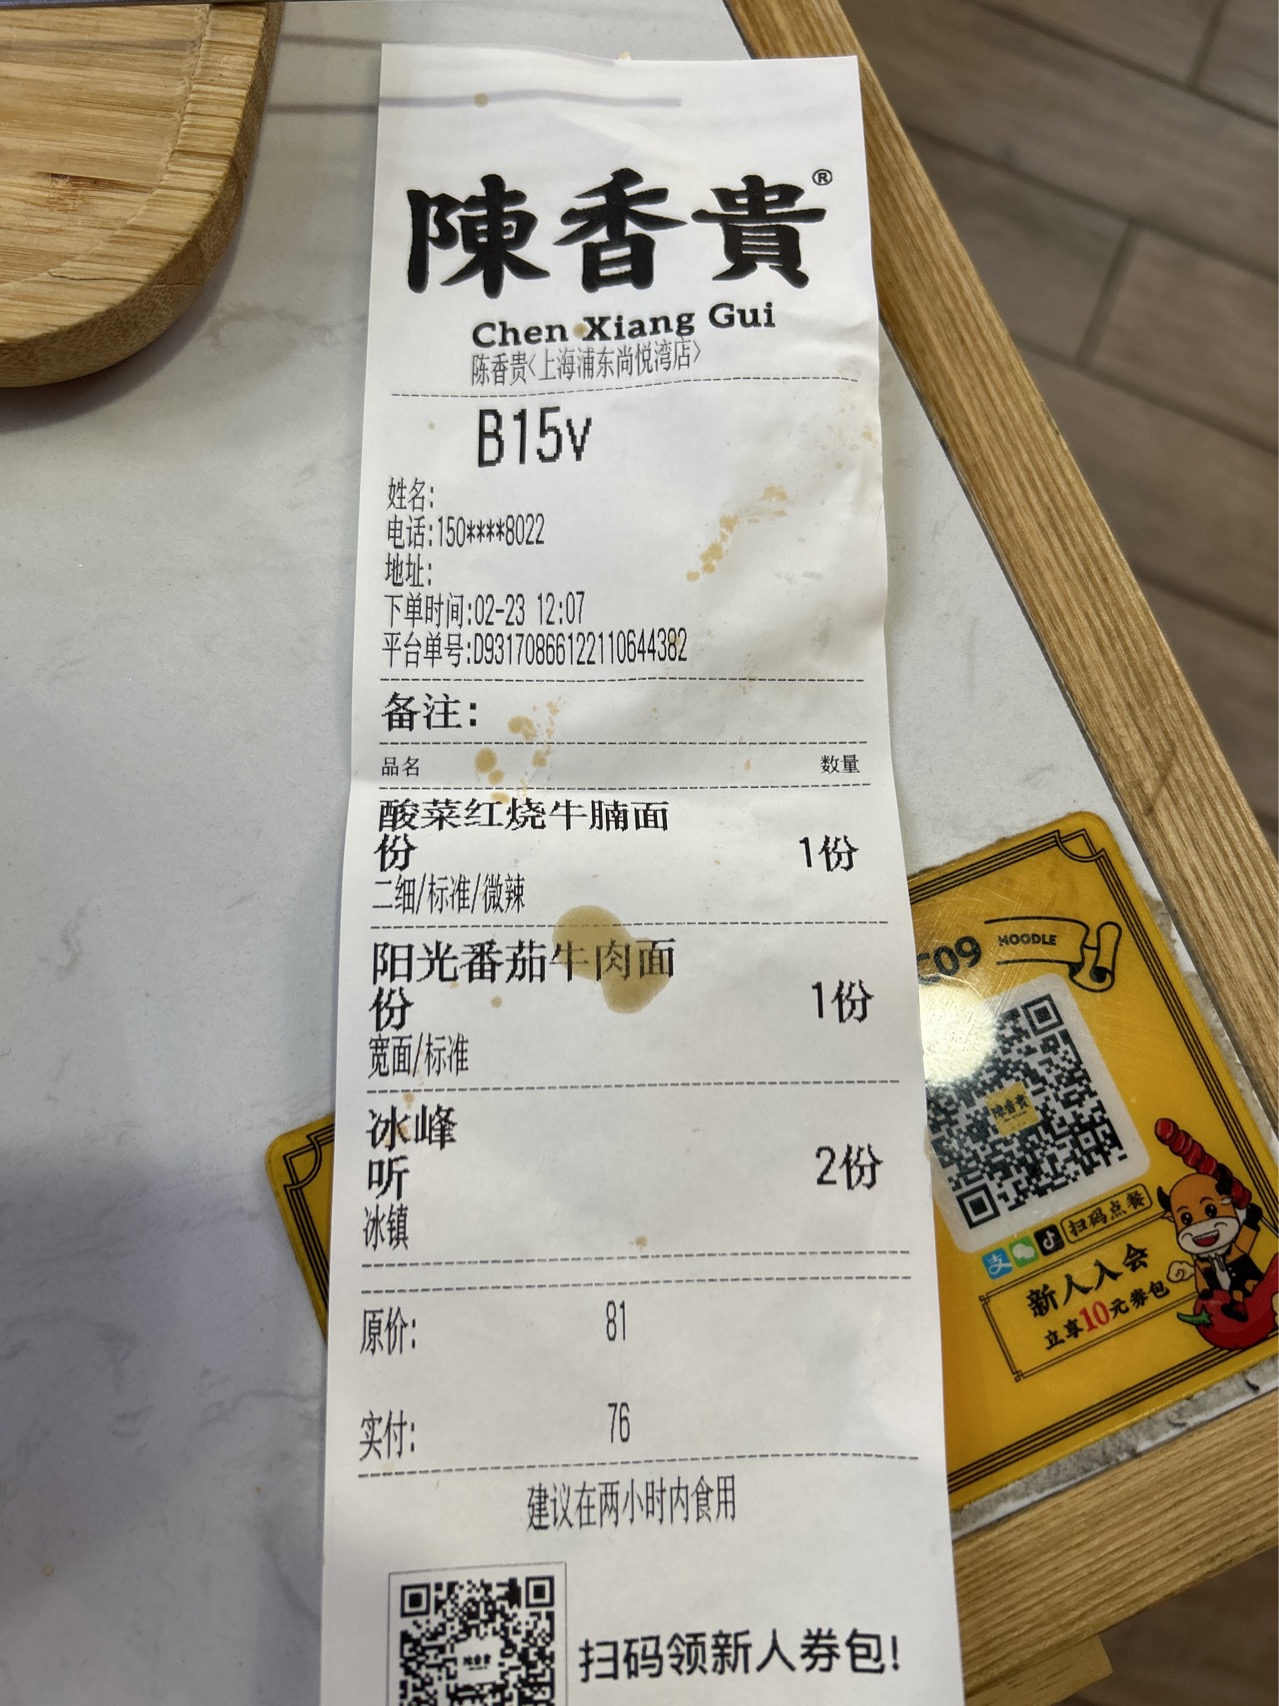 陳香貴®
Chen Xiang Gui
陈香贵<上海浦东尚悦湾店>
B15v
姓名:
电话:150****8022
地址:
下单时间:02-23 12:07
平台单号:D931708661221110644382
备注:
品名 数量
酸菜红烧牛腩面
份 1份
二细/标准/微辣
阳光番茄牛肉面
份 1份
宽面/标准
冰峰
听 2份
冰镇
原价: 81
实付: 76
建议在两小时内食用
扫码领新人券包!
C09 NOODLE
陳香貴
支
扫码点餐
新人入会
立享10元券包